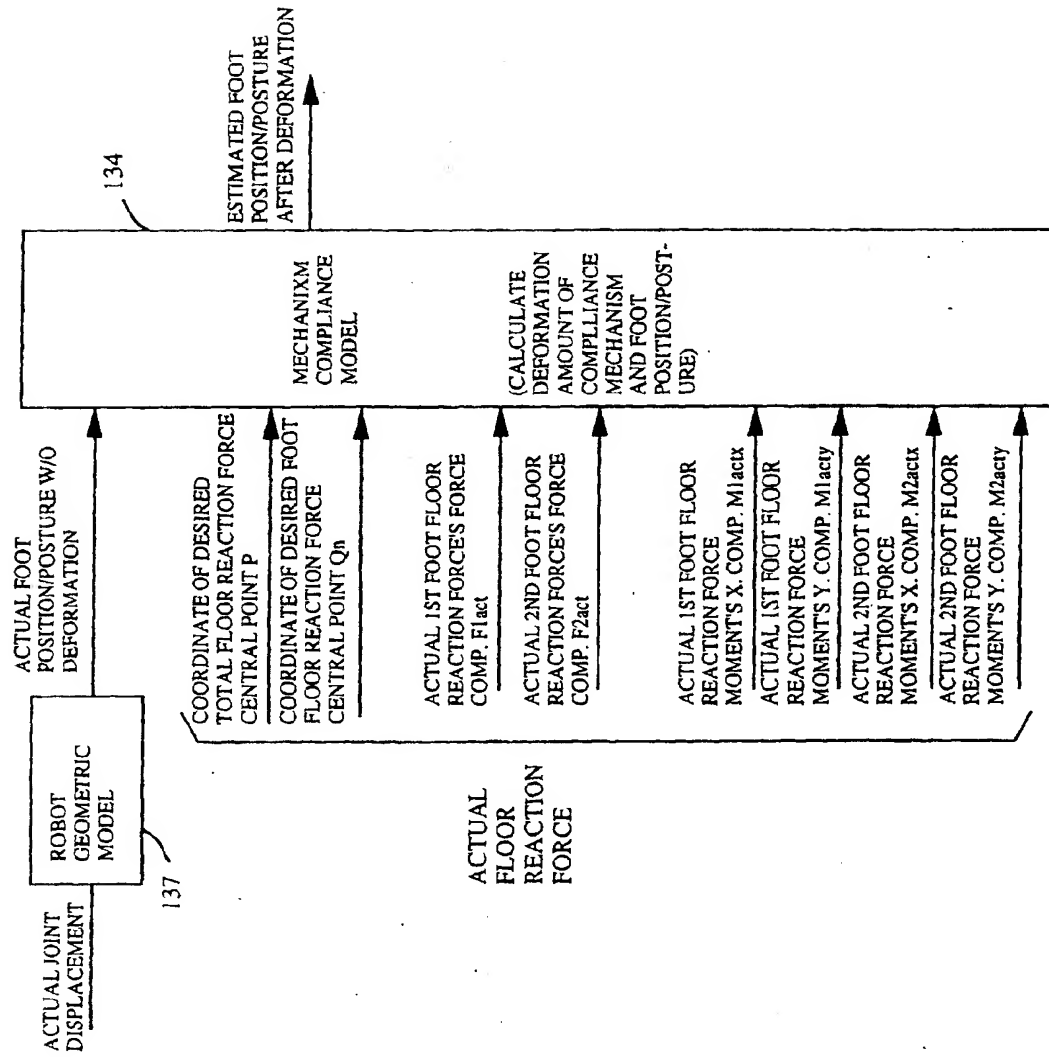 ACTUAL JOINT
DISPLACEMENT
ROBOT
GEOMETRIC
MODEL
137
ACTUAL FOOT
POSITION/POSTURE W/O
DEFORMATION
COORDINATE OF DESIRED
TOTAL FLOOR REACTION FORCE
CENTRAL POINT P
COORDINATE OF DESIRED FOOT
FLOOR REACTION FORCE
CENTRAL POINT Qn
ACTUAL 1ST FOOT FLOOR
REACTION FORCE'S FORCE
COMP. F1act
ACTUAL 2ND FOOT FLOOR
REACTION FORCE'S FORCE
COMP. F2act
ACTUAL 1ST FOOT FLOOR
REACTION FORCE
MOMENT'S X. COMP. M1actx
ACTUAL 1ST FOOT FLOOR
REACTION FORCE
MOMENT'S Y. COMP. M1acty
ACTUAL 2ND FOOT FLOOR
REACTION FORCE
MOMENT'S X. COMP. M2actx
ACTUAL 2ND FOOT FLOOR
REACTION FORCE
MOMENT'S Y. COMP. M2acty
ACTUAL
FLOOR
REACTION
FORCE
MECHANIXM
COMPLIANCE
MODEL
(CALCULATE
DEFORMATION
AMOUNT OF
COMPLLIANCE
MECHANISM
AND FOOT
POSITION/POST-
URE)
134
ESTIMATED FOOT
POSITION/POSTURE
AFTER DEFORMATION